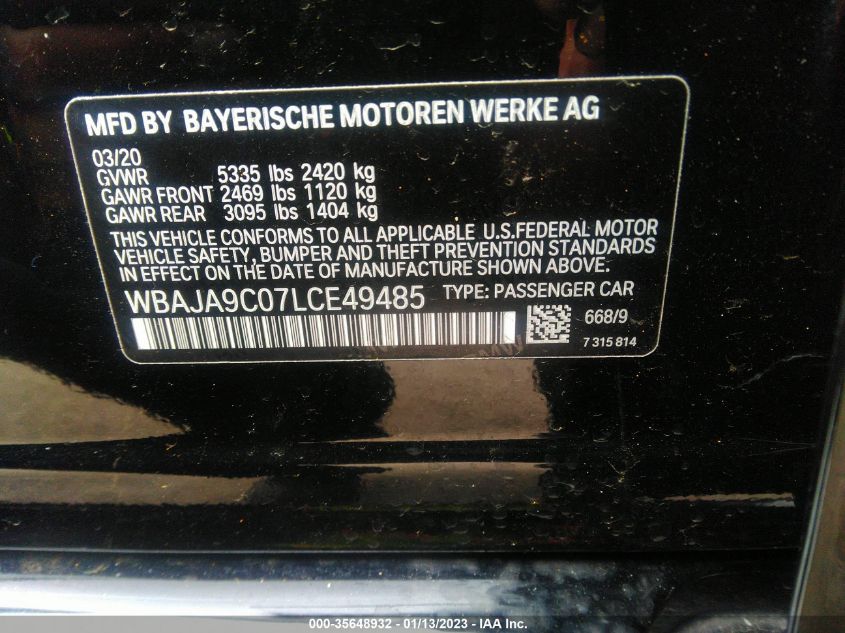 MFD BY BAYERISCHE MOTOREN WERKE AG
03/20
GVWR 5335 lbs 2420 kg
GAWR FRONT 2469 lbs 1120 kg
GAWR REAR 3095 lbs 1404 kg
THIS VEHICLE CONFORMS TO ALL APPLICABLE U.S.FEDERAL MOTOR
VEHICLE SAFETY, BUMPER AND THEFT PREVENTION STANDARDS
IN EFFECT ON THE DATE OF MANUFACTURE SHOWN ABOVE.
WBAJA9C07LCE49485 TYPE: PASSENGER CAR
668/9
7 315 814
000-35648932 - 01/13/2023 - IAA Inc.